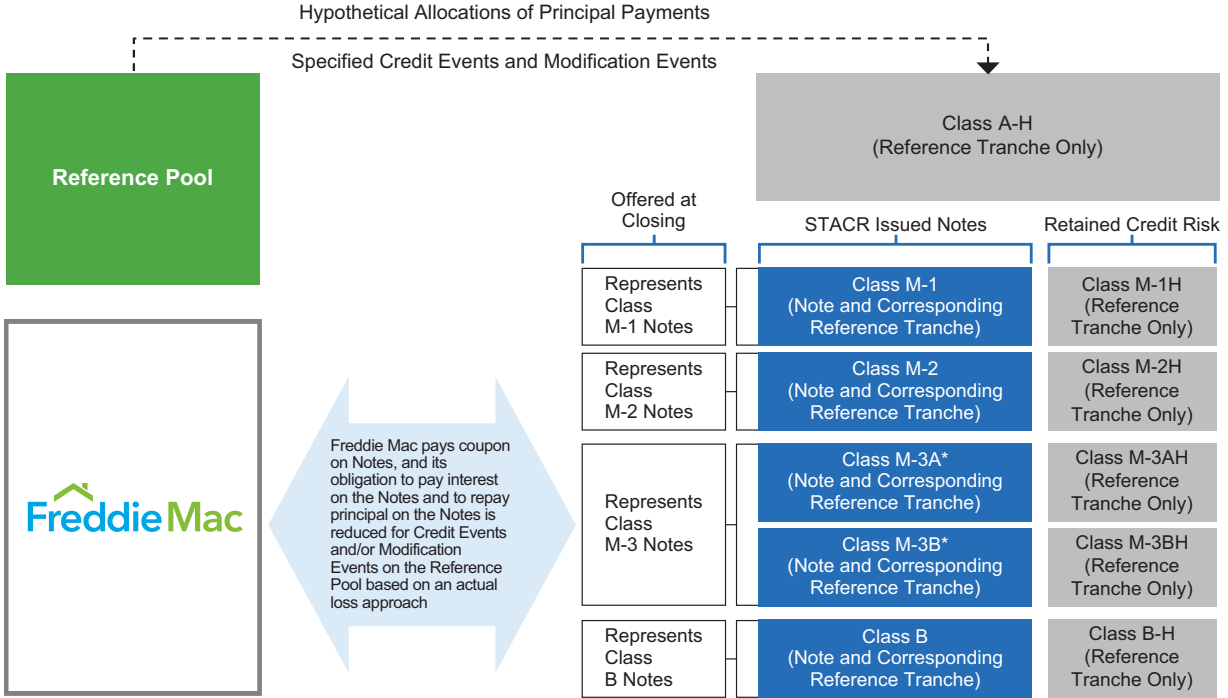 Hypothetical Allocations of Principal Payments
Specified Credit Events and Modification Events
Reference Pool
Class A-H
(Reference Tranche Only)
Offered at
Closing
STACR Issued Notes
Retained Credit Risk
Represents
Class
M-1 Notes
Class M-1
(Note and Corresponding
Reference Tranche)
Class M-1H
(Reference
Tranche Only)
Represents
Class
M-2 Notes
Class M-2
(Note and Corresponding
Reference Tranche)
Class M-2H
(Reference
Tranche Only)
Freddie Mac
Freddie Mac pays coupon
on Notes, and its
obligation to pay interest
on the Notes and to repay
principal on the Notes is
reduced for Credit Events
and/or Modification
Events on the Reference
Pool based on an actual
loss approach
Represents
Class
M-3 Notes
Class M-3A*
(Note and Corresponding
Reference Tranche)
Class M-3AH
(Reference
Tranche Only)
Class M-3B*
(Note and Corresponding
Reference Tranche)
Class M-3BH
(Reference
Tranche Only)
Represents
Class
B Notes
Class B
(Note and Corresponding
Reference Tranche)
Class B-H
(Reference
Tranche Only)